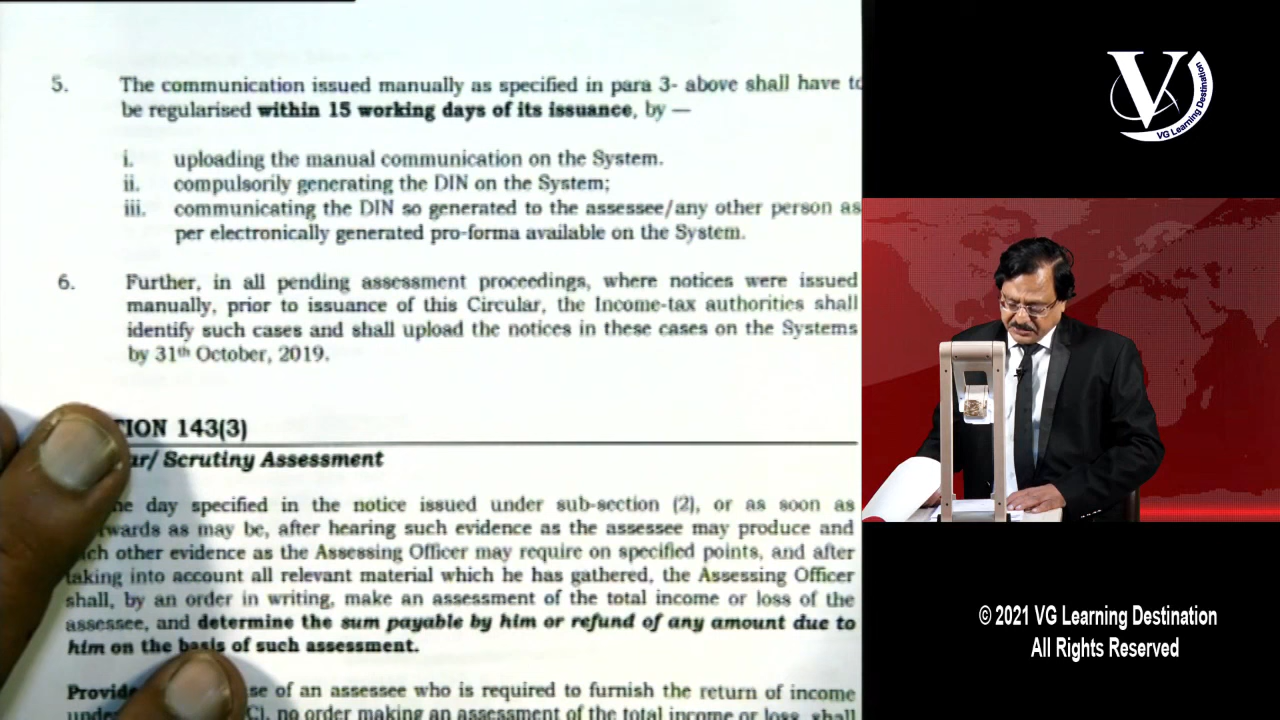 5. The communication issued manually as specified in para 3- above shall have to
be regularised within 15 working days of its issuance, by —
i. uploading the manual communication on the System.
ii. compulsorily generating the DIN on the System;
iii. communicating the DIN so generated to the assessee/any other person as
per electronically generated pro-forma available on the System.
6. Further, in all pending assessment proceedings, where notices were issued
manually, prior to issuance of this Circular, the Income-tax authorities shall
identify such cases and shall upload the notices in these cases on the Systems
by 31th October, 2019.
TION 143(3)
ar/ Scrutiny Assessment
he day specified in the notice issued under sub-section (2), or as soon as
rwards as may be, after hearing such evidence as the assessee may produce and
ch other evidence as the Assessing Officer may require on specified points, and after
taking into account all relevant material which he has gathered, the Assessing Officer
shall, by an order in writing, make an assessment of the total income or loss of the
assessee, and determine the sum payable by him or refund of any amount due to
him on the basis of such assessment.
Provide se of an assessee who is required to furnish the return of income
under C), no order making an assessment of the total income or loss, shall
V
VG Learning Destination
© 2021 VG Learning Destination
All Rights Reserved